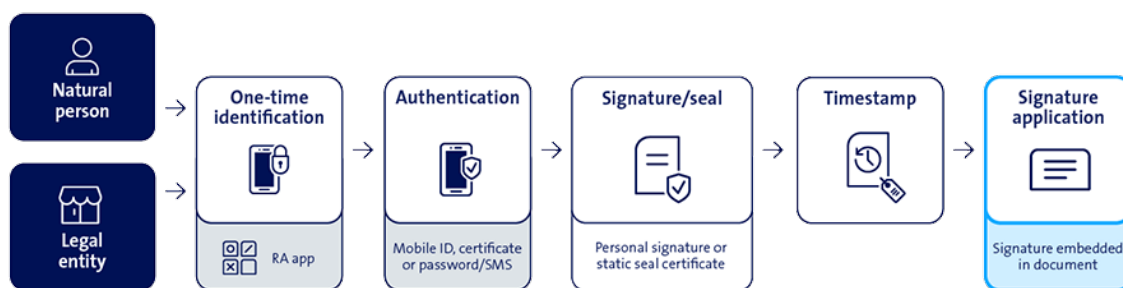 Natural
person
Legal
entity
One-time
identification
RA app
Authentication
Mobile ID, certificate
or password/SMS
Signature/seal
Personal signature or
static seal certificate
Timestamp
Signature
application
Signature embedded
in document